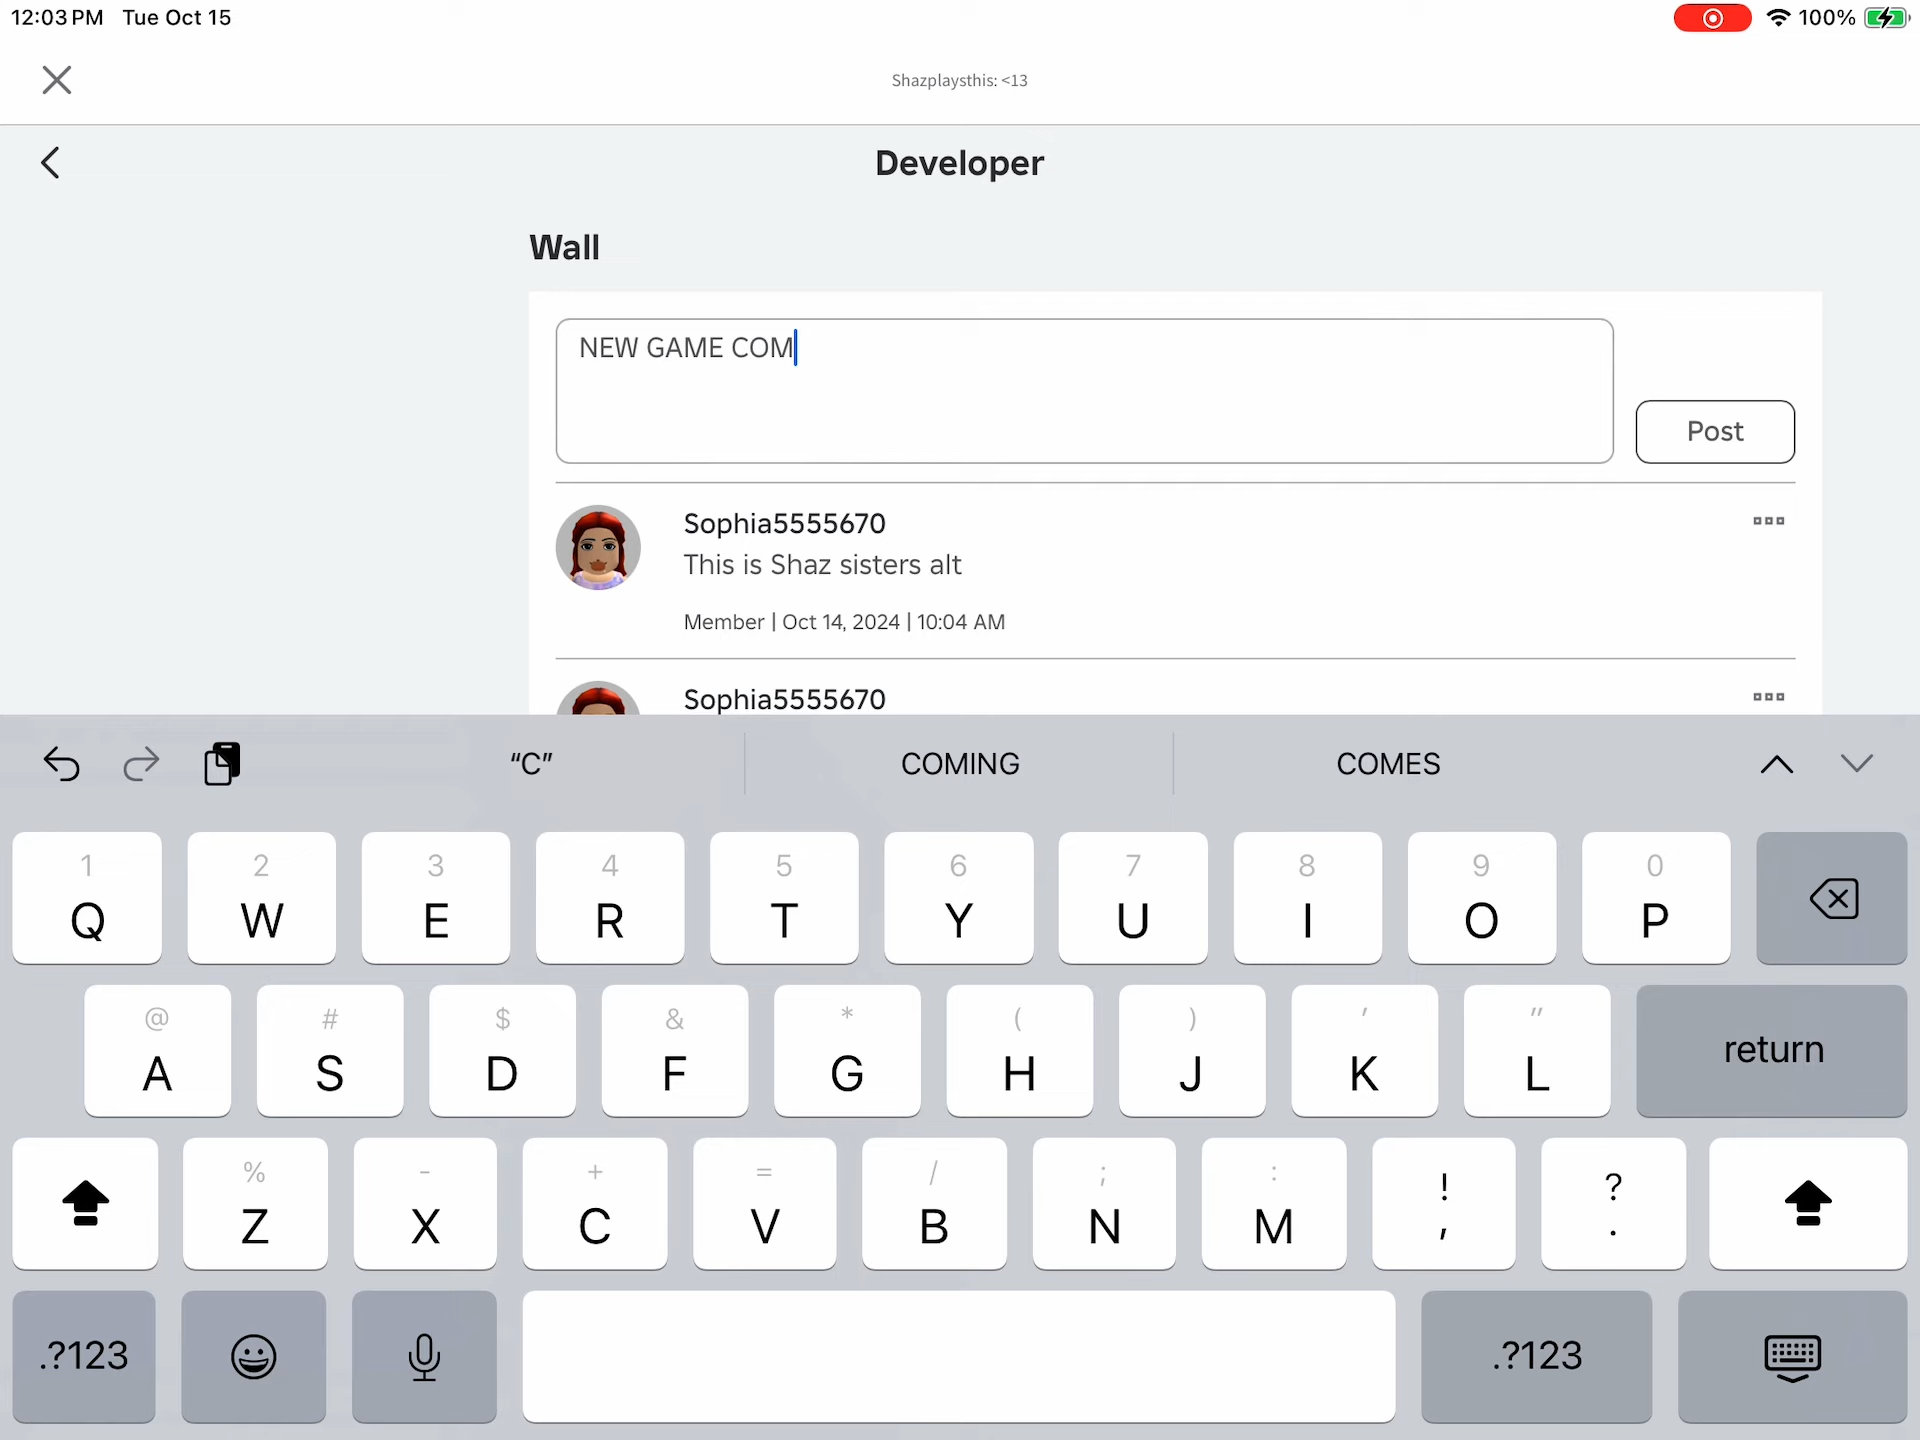 12:03 PM Tue Oct 15
100%
Shazplaysthis: <13
Developer
Wall
NEW GAME COM
Post
Sophia5555670
This is Shaz sisters alt
Member | Oct 14, 2024 | 10:04 AM
Sophia5555670
“C” COMING COMES
1 2 3 4 5 6 7 8 9 0
Q W E R T Y U I O P
@ # $ & * ( ) ' "
A S D F G H J K L return
% - + = / ; : ! ?
Z X C V B N M , .
.?123 .?123